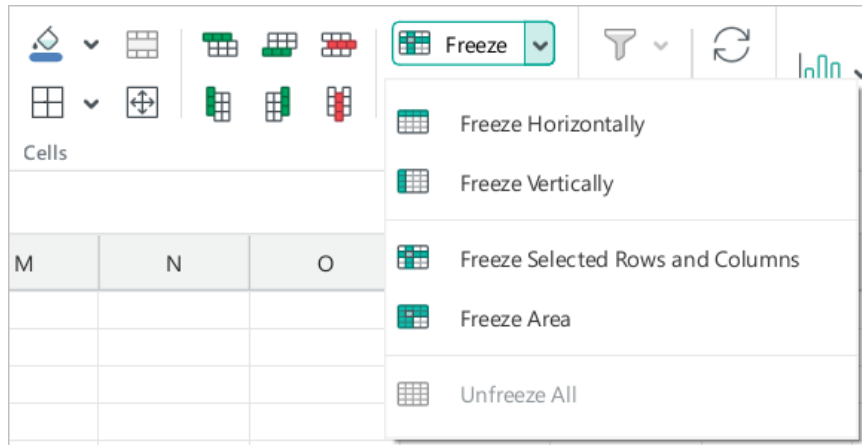 Freeze
Freeze Horizontally
Cells
Freeze Vertically
M N O
Freeze Selected Rows and Columns
Freeze Area
Unfreeze All